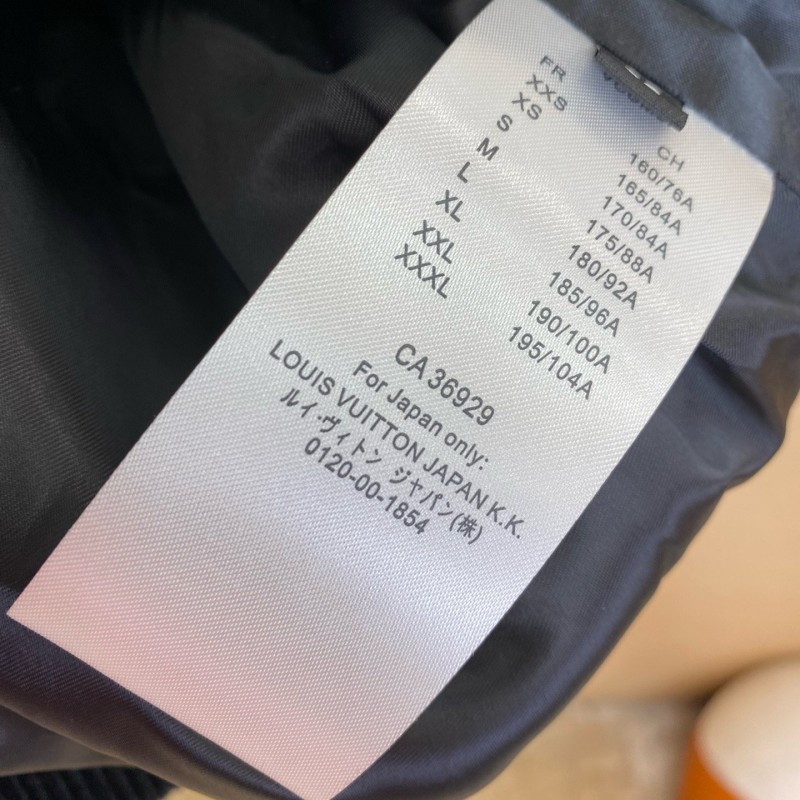 FR CH
XXS 160/76A
XS 165/84A
S 170/84A
M 175/88A
L 180/92A
XL 185/96A
XXL 190/100A
XXXL 195/104A
CA 36929
For Japan only:
LOUIS VUITTON JAPAN K.K.
ルイ・ヴィトン ジャパン(株)
0120-00-1854